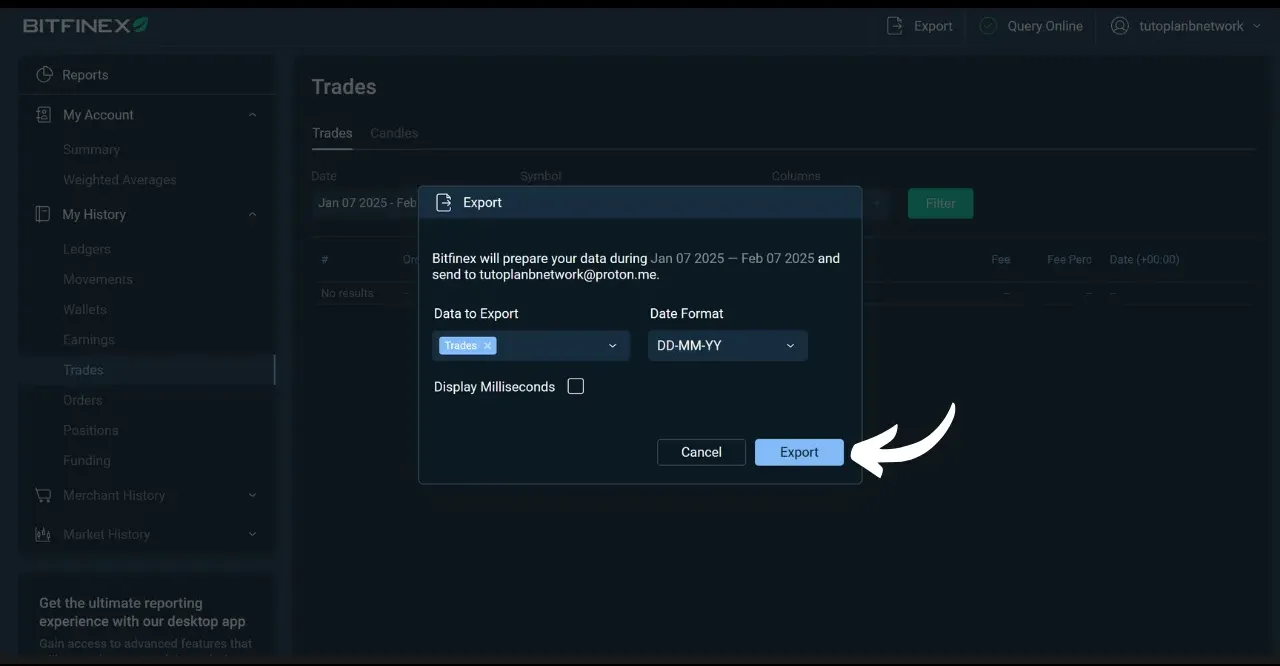 BITFINEX
Export
Query Online
tutoplanbnetwork
Reports
My Account
Summary
Weighted Averages
My History
Ledgers
Movements
Wallets
Earnings
Trades
Orders
Positions
Funding
Merchant History
Market History
Get the ultimate reporting
experience with our desktop app
Gain access to advanced features that
Trades
Trades Candles
Date Symbol Columns
Jan 07 2025 - Feb
Filter
# Fee Fee Perc Date (+00:00)
No results
Export
Bitfinex will prepare your data during Jan 07 2025 — Feb 07 2025 and
send to tutoplanbnetwork@proton.me.
Data to Export Date Format
Trades × DD-MM-YY
Display Milliseconds
Cancel Export